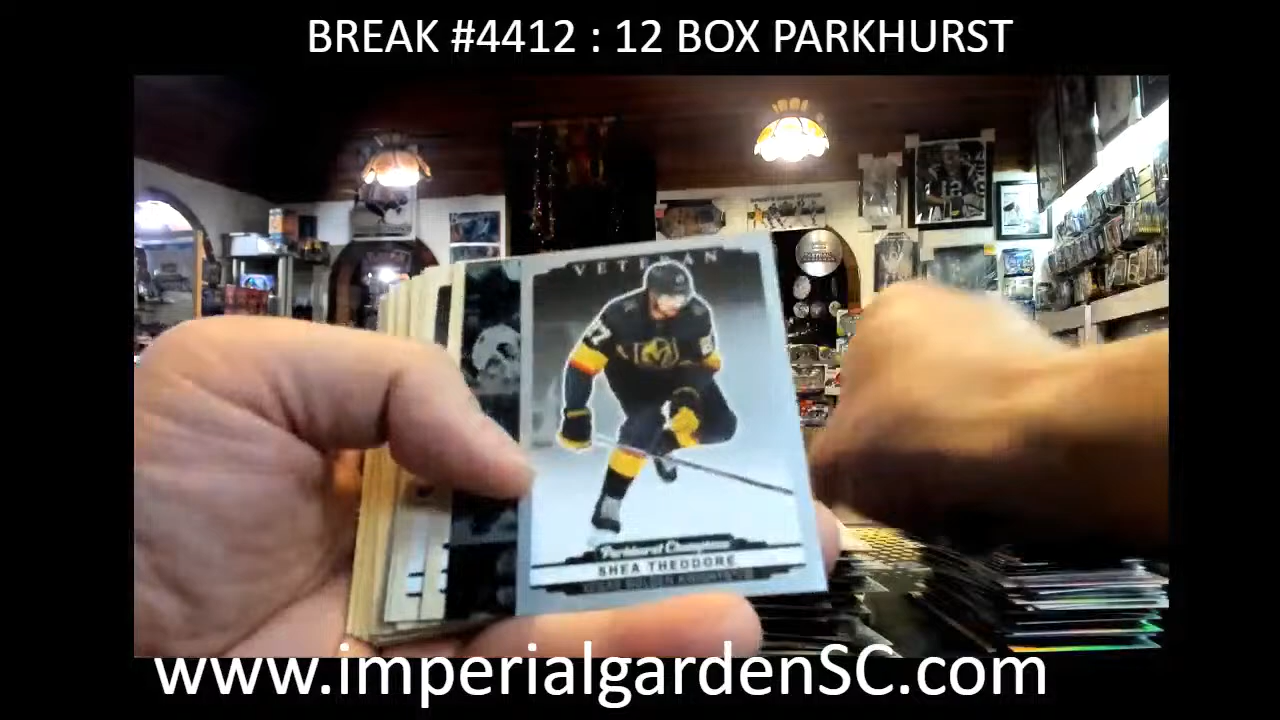 BREAK #4412 : 12 BOX PARKHURST
VETERAN
Parkhurst Champions
SHEA THEODORE
VEGAS GOLDEN KNIGHTS
www.imperialgardenSC.com